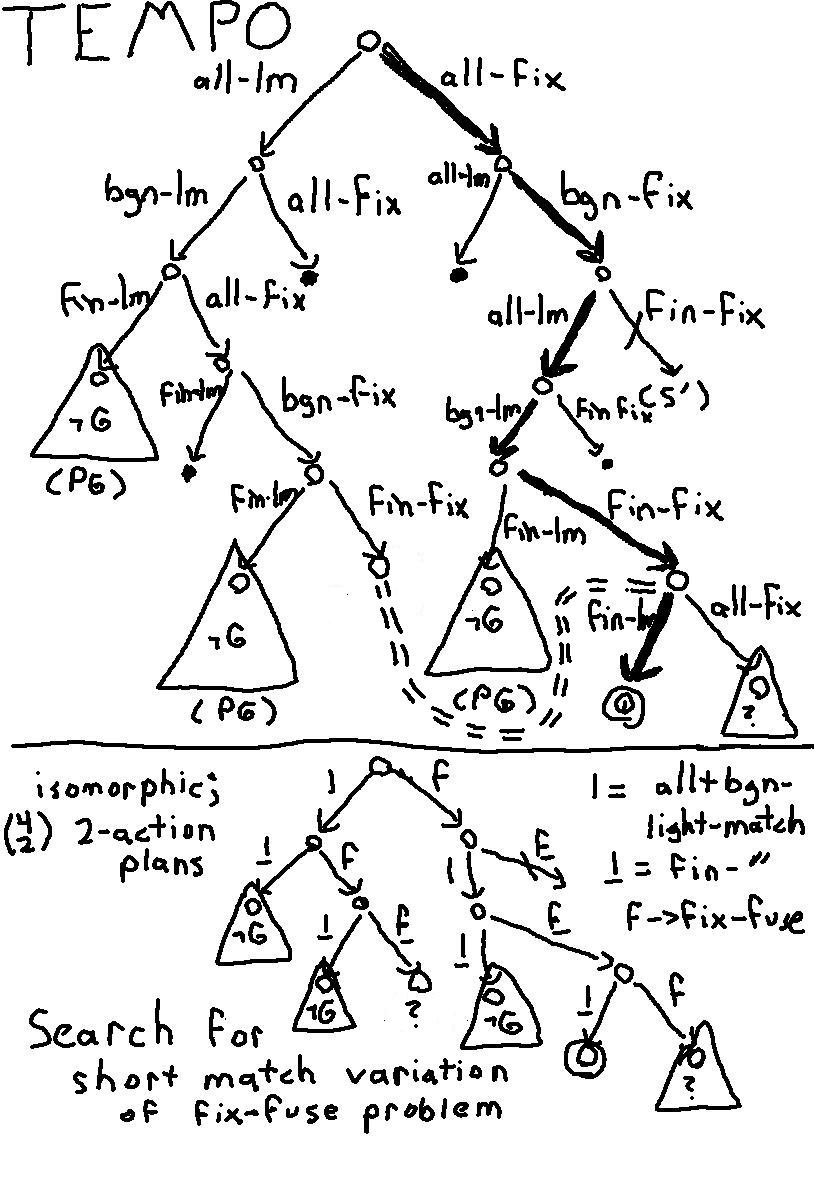 TEMPO
all-lm all-fix
bgn-lm all-fix all-lm bgn-fix
fin-lm all-fix all-lm Fin-fix
¬G fin-lm bgn-fix bgn-lm fin fix (S')
(PG)
Fin-lm Fin-fix Fin-lm Fin-fix
¬G ¬G fin-lm all-fix
(PG) (PG) ?
isomorphic; l f l = all+bgn-
(4 2) 2-action light-match
plans l f l f l = fin-〃
¬G l f l f f->fix-fuse
¬G ? ¬G l f
Search for ?
short match variation
of fix-fuse problem